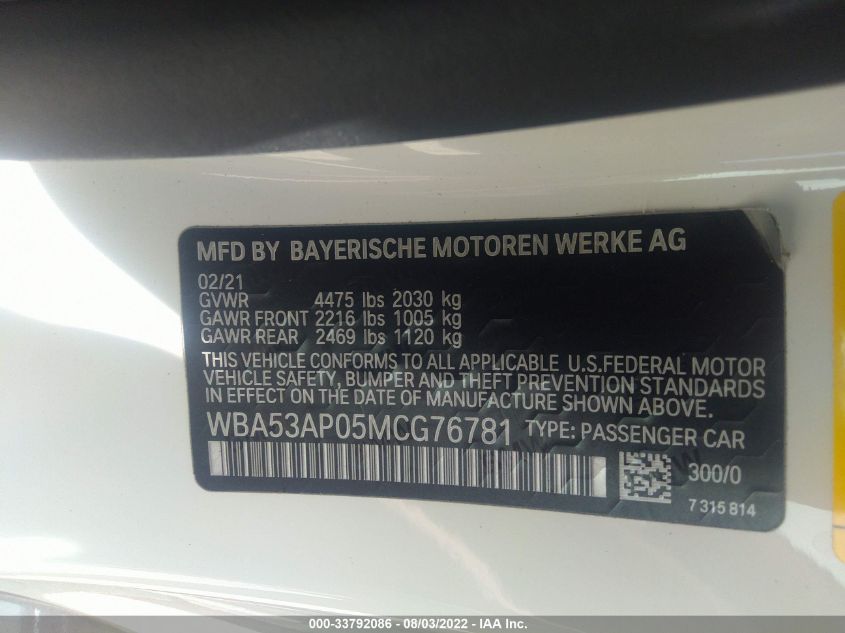 MFD BY BAYERISCHE MOTOREN WERKE AG
02/21
GVWR 4475 lbs 2030 kg
GAWR FRONT 2216 lbs 1005 kg
GAWR REAR 2469 lbs 1120 kg
THIS VEHICLE CONFORMS TO ALL APPLICABLE U.S.FEDERAL MOTOR
VEHICLE SAFETY, BUMPER AND THEFT PREVENTION STANDARDS
IN EFFECT ON THE DATE OF MANUFACTURE SHOWN ABOVE.
WBA53AP05MCG76781 TYPE: PASSENGER CAR
300/0
7 315 814
000-33792086 - 08/03/2022 - IAA Inc.